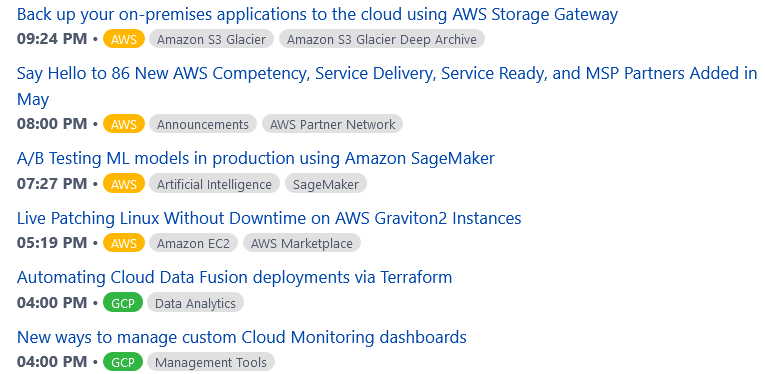 Back up your on-premises applications to the cloud using AWS Storage Gateway
09:24 PM • AWS Amazon S3 Glacier Amazon S3 Glacier Deep Archive
Say Hello to 86 New AWS Competency, Service Delivery, Service Ready, and MSP Partners Added in
May
08:00 PM • AWS Announcements AWS Partner Network
A/B Testing ML models in production using Amazon SageMaker
07:27 PM • AWS Artificial Intelligence SageMaker
Live Patching Linux Without Downtime on AWS Graviton2 Instances
05:19 PM • AWS Amazon EC2 AWS Marketplace
Automating Cloud Data Fusion deployments via Terraform
04:00 PM • GCP Data Analytics
New ways to manage custom Cloud Monitoring dashboards
04:00 PM • GCP Management Tools